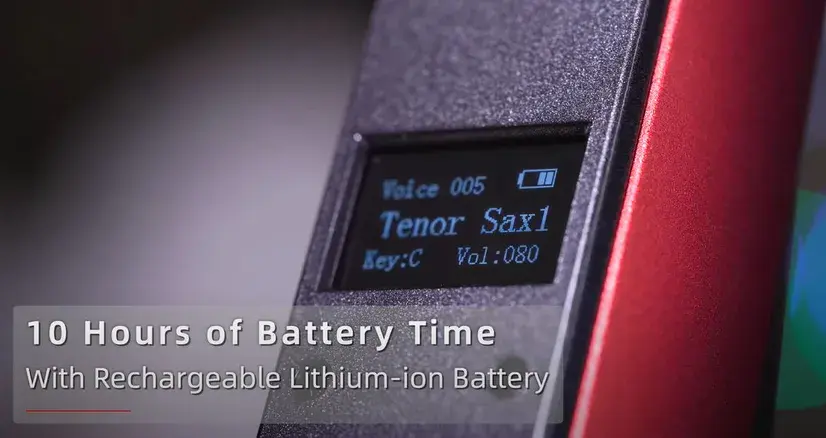 Voice 005
Tenor Sax1
Key:C Vol:080
10 Hours of Battery Time
With Rechargeable Lithium-ion Battery